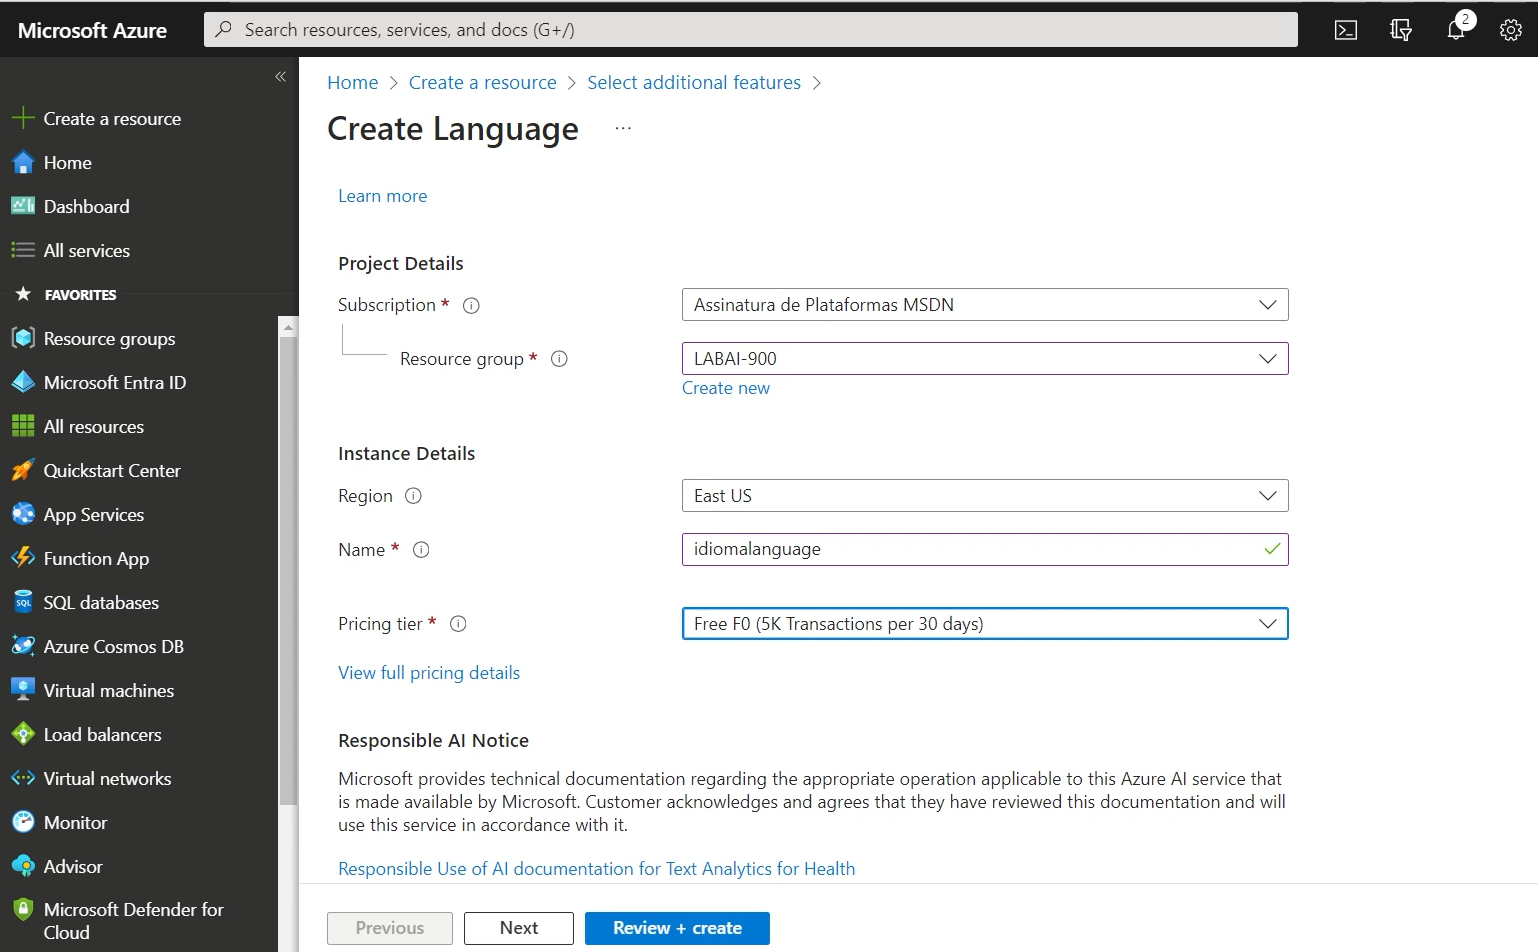 Microsoft Azure
Search resources, services, and docs (G+/)
2
Create a resource
Home
Dashboard
All services
FAVORITES
Resource groups
Microsoft Entra ID
All resources
Quickstart Center
App Services
Function App
SQL databases
Azure Cosmos DB
Virtual machines
Load balancers
Virtual networks
Monitor
Advisor
Microsoft Defender for
Cloud
Home > Create a resource > Select additional features >
Create Language ...
Learn more
Project Details
Subscription * Assinatura de Plataformas MSDN
Resource group * LABAI-900
Create new
Instance Details
Region East US
Name * idiomalanguage
Pricing tier * Free F0 (5K Transactions per 30 days)
View full pricing details
Responsible AI Notice
Microsoft provides technical documentation regarding the appropriate operation applicable to this Azure AI service that
is made available by Microsoft. Customer acknowledges and agrees that they have reviewed this documentation and will
use this service in accordance with it.
Responsible Use of AI documentation for Text Analytics for Health
Previous
Next
Review + create